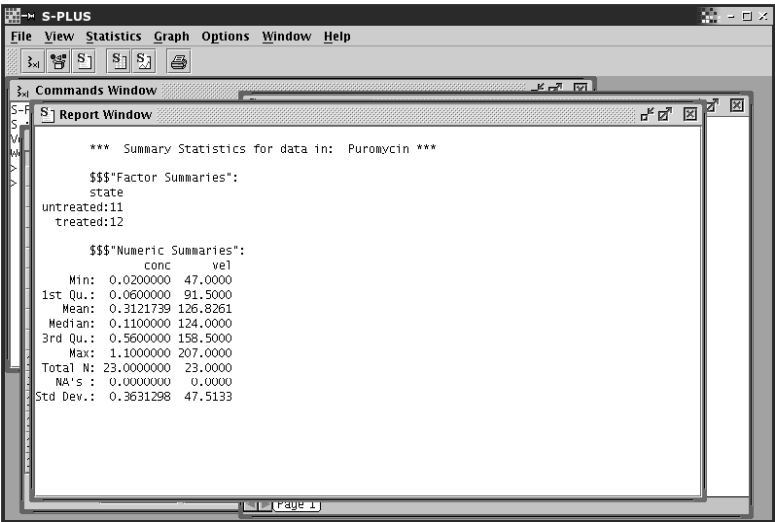 S-PLUS
File View Statistics Graph Options Window Help
Commands Window
Report Window
*** Summary Statistics for data in: Puromycin ***
$$$"Factor Summaries":
state
untreated:11
treated:12
$$$"Numeric Summaries":
conc vel
Min: 0.0200000 47.0000
1st Qu.: 0.0600000 91.5000
Mean: 0.3121739 126.8261
Median: 0.1100000 124.0000
3rd Qu.: 0.5600000 158.5000
Max: 1.1000000 207.0000
Total N: 23.0000000 23.0000
NA's : 0.0000000 0.0000
Std Dev.: 0.3631298 47.5133
Page 1